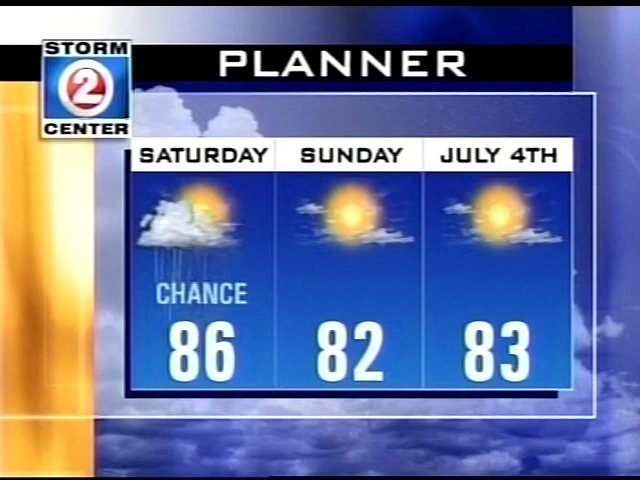 STORM
2
CENTER
PLANNER
SATURDAY SUNDAY JULY 4TH
CHANCE
86 82 83